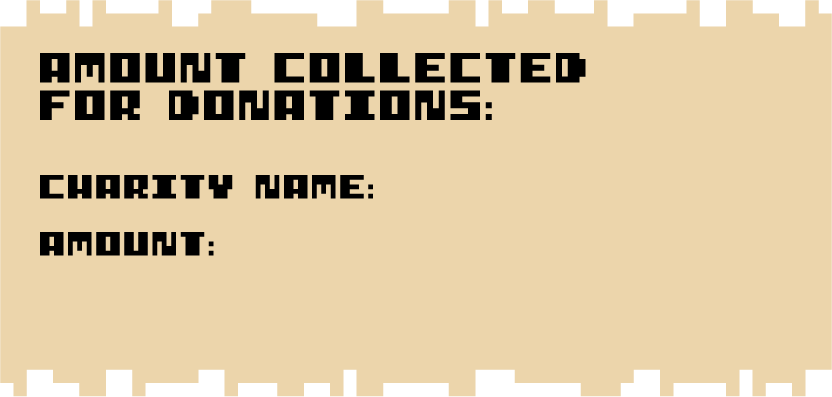 AMOUNT COLLECTED
FOR DONATIONS:
CHARITY NAME:
AMOUNT: